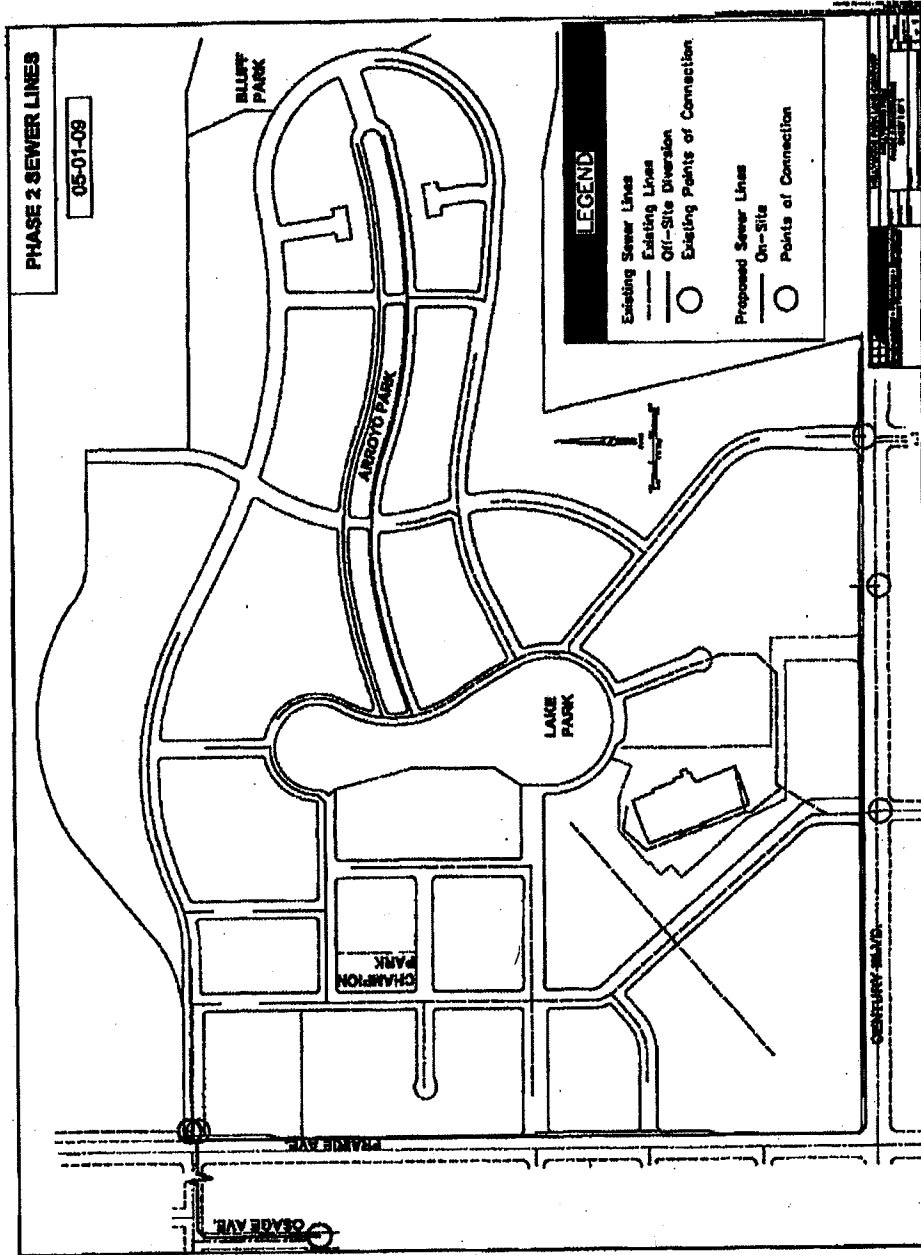 PHASE 2 SEWER LINES
05-01-09
BLUFF
PARK
ARROYO PARK
LAKE
PARK
CHAMPION
PARK
PRAIRIE AVE.
OSAGE AVE.
CENTURY BLVD.
LEGEND
Existing Sewer Lines
Existing Lines
Off-Site Diversion
Existing Points of Connection
Proposed Sewer Lines
On-Site
Points of Connection